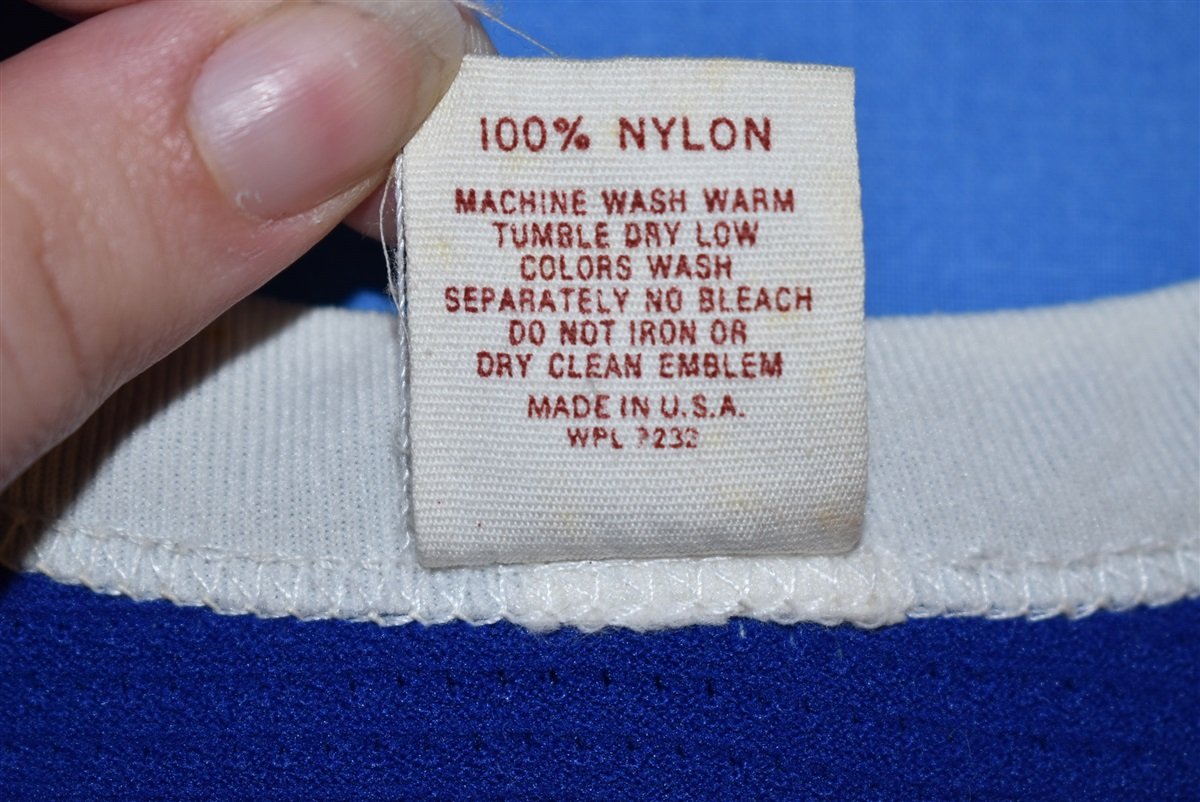 100% NYLON
MACHINE WASH WARM
TUMBLE DRY LOW
COLORS WASH
SEPARATELY NO BLEACH
DO NOT IRON OR
DRY CLEAN EMBLEM
MADE IN U.S.A.
WPL